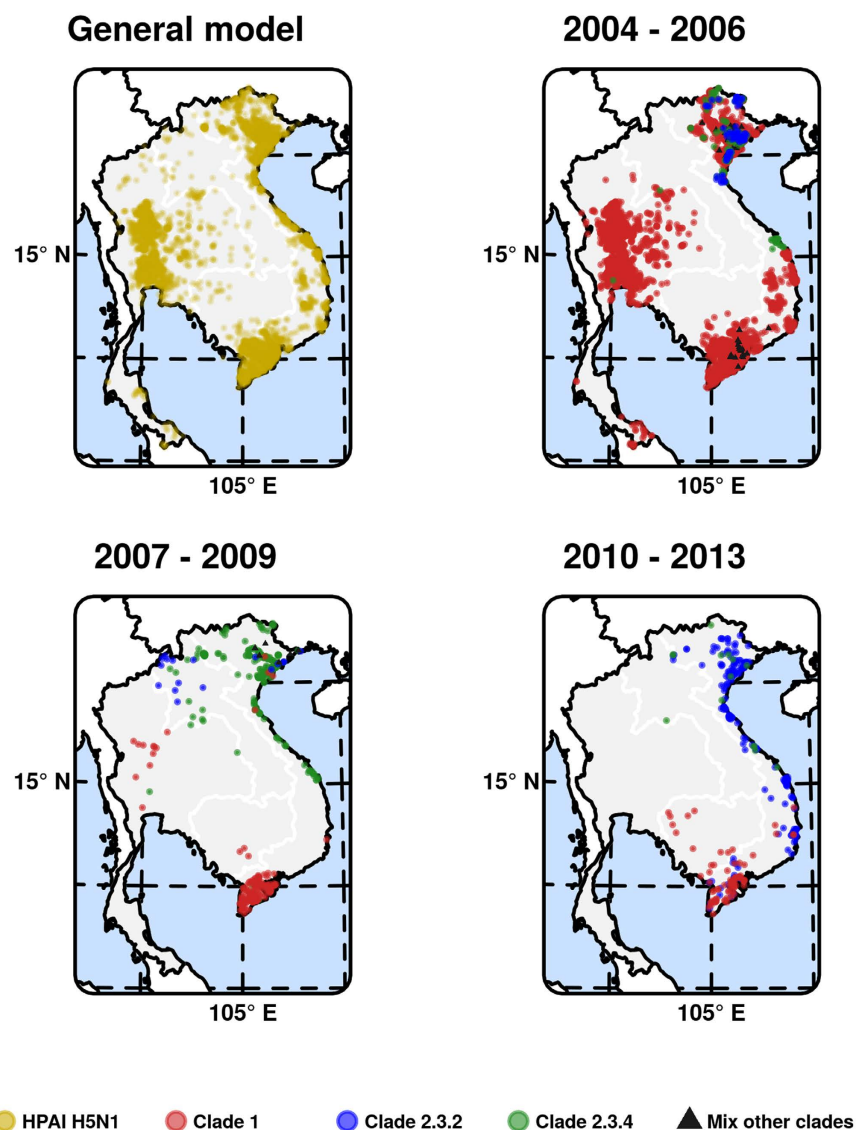 General model
2004 - 2006
15° N
15° N
105° E
105° E
2007 - 2009
2010 - 2013
15° N
15° N
105° E
105° E
HPAI H5N1 Clade 1 Clade 2.3.2 Clade 2.3.4 Mix other clades